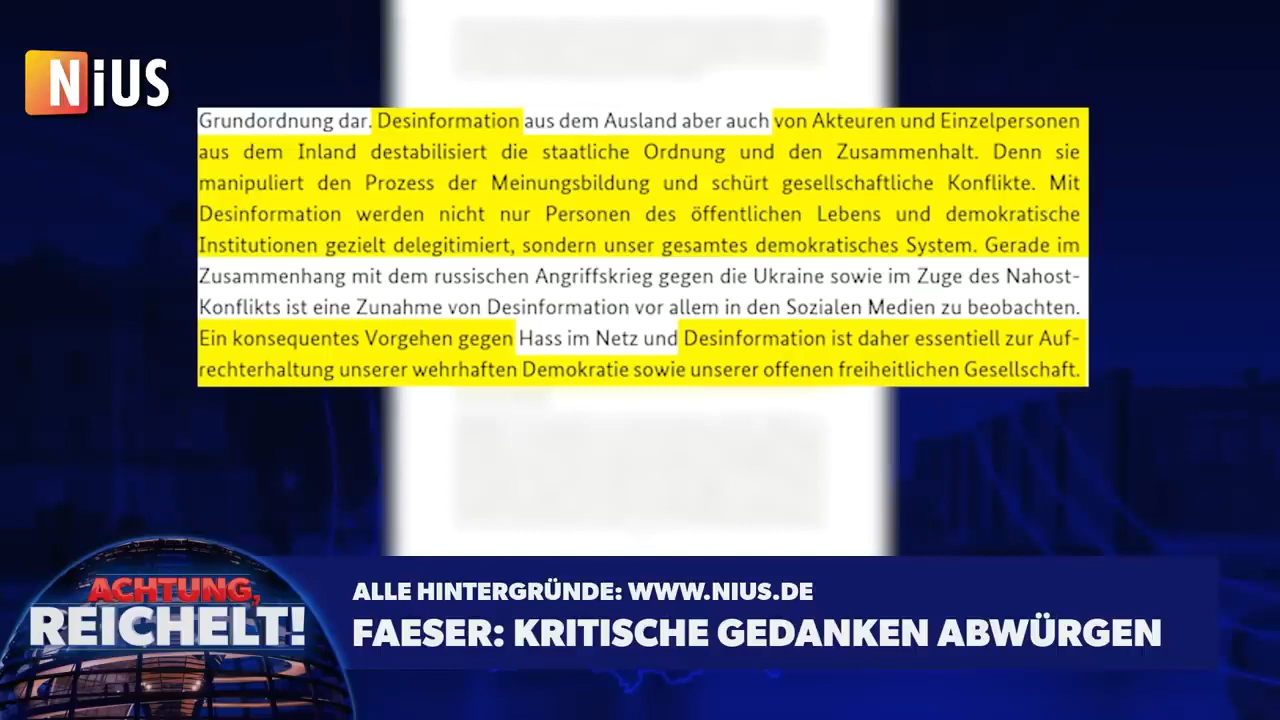 NiUS
Grundordnung dar. Desinformation aus dem Ausland aber auch von Akteuren und Einzelpersonen
aus dem Inland destabilisiert die staatliche Ordnung und den Zusammenhalt. Denn sie
manipuliert den Prozess der Meinungsbildung und schürt gesellschaftliche Konflikte. Mit
Desinformation werden nicht nur Personen des öffentlichen Lebens und demokratische
Institutionen gezielt delegitimiert, sondern unser gesamtes demokratisches System. Gerade im
Zusammenhang mit dem russischen Angriffskrieg gegen die Ukraine sowie im Zuge des Nahost-
Konflikts ist eine Zunahme von Desinformation vor allem in den Sozialen Medien zu beobachten.
Ein konsequentes Vorgehen gegen Hass im Netz und Desinformation ist daher essentiell zur Auf-
rechterhaltung unserer wehrhaften Demokratie sowie unserer offenen freiheitlichen Gesellschaft.
ACHTUNG,
REICHELT!
ALLE HINTERGRÜNDE: WWW.NIUS.DE
FAESER: KRITISCHE GEDANKEN ABWÜRGEN